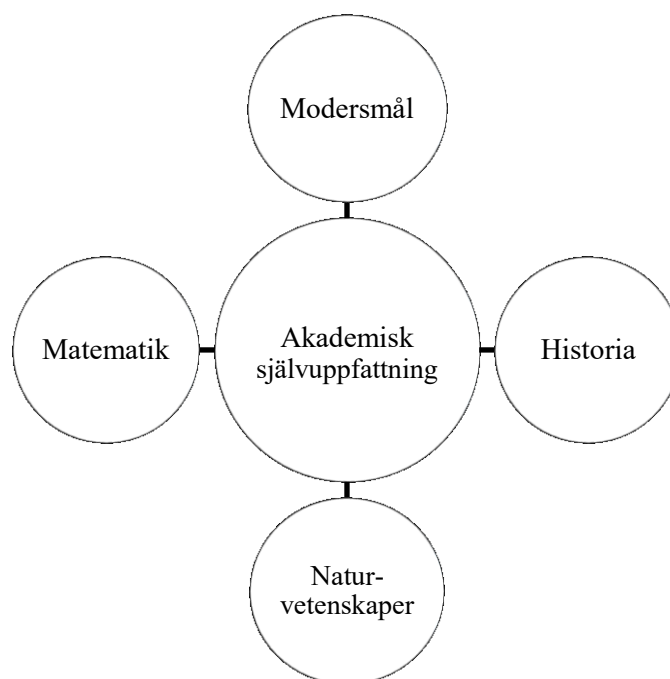 Modersmål
Matematik
Akademisk
självuppfattning
Historia
Natur-
vetenskaper